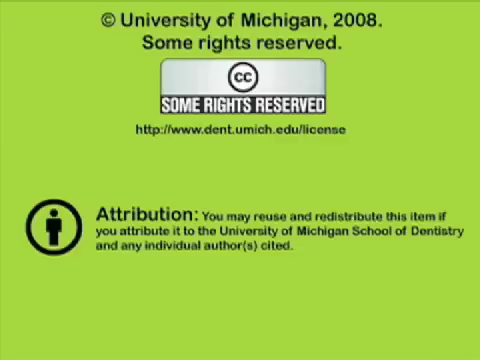 © University of Michigan, 2008.
Some rights reserved.
cc
SOME RIGHTS RESERVED
http://www.dent.umich.edu/license
Attribution: You may reuse and redistribute this item if
you attribute it to the University of Michigan School of Dentistry
and any individual author(s) cited.